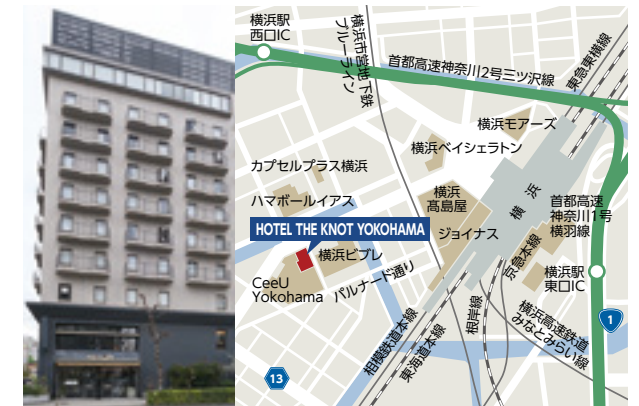 横浜駅
西口IC
横浜市営地下鉄
ブルーライン
首都高速神奈川2号三ツ沢線
東急東横線
横浜モアーズ
横浜ベイシェラトン
カプセルプラス横浜
ハマボールイアス
横浜
髙島屋
横浜
首都高速
神奈川1号
横羽線
HOTEL THE KNOT YOKOHAMA
ジョイナス
横浜ビブレ
京急本線
CeeU
Yokohama
パルナード通り
横浜駅
東口IC
相模鉄道本線
東海道本線
根岸線
横浜高速鉄道
みなとみらい線
1
13